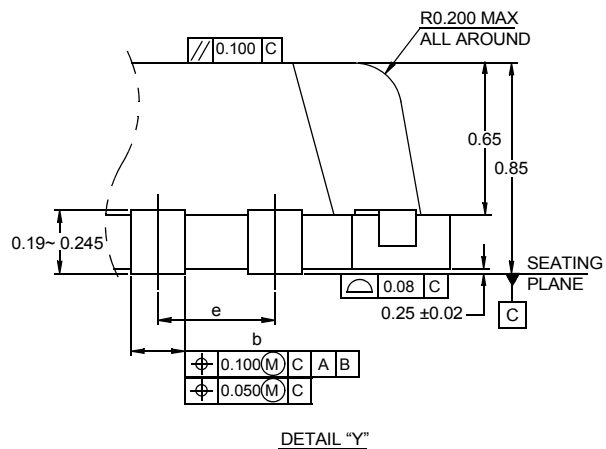 R0.200 MAX
ALL AROUND
// 0.100 C
0.65
0.85
0.19~ 0.245
SEATING
PLANE
⌓ 0.08 C
0.25 ±0.02
C
e
b
⌖ 0.100 Ⓜ C A B
⌖ 0.050 Ⓜ C
DETAIL “Y”